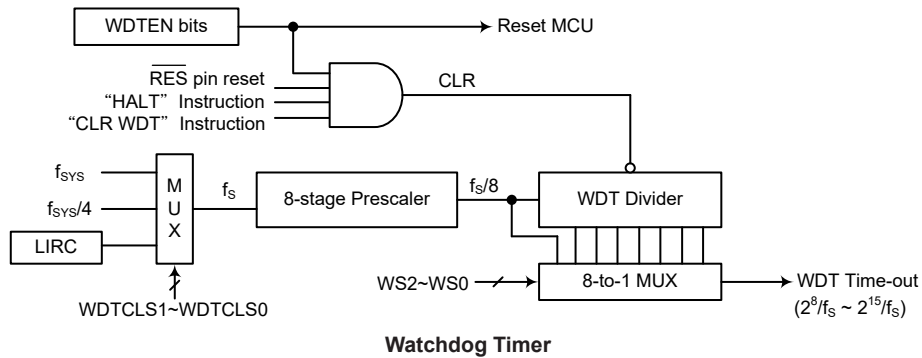 WDTEN bits
Reset MCU
RES pin reset
"HALT" Instruction
"CLR WDT" Instruction
CLR
fSYS
fSYS/4
LIRC
M
U
X
fS
8-stage Prescaler
fS/8
WDT Divider
WS2~WS0
8-to-1 MUX
WDT Time-out
(2^8/fS ~ 2^15/fS)
WDTCLS1~WDTCLS0
Watchdog Timer